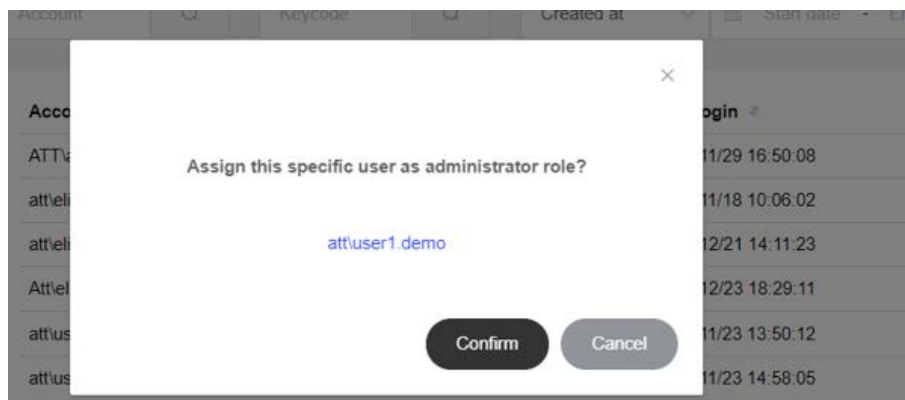 Account Keycode Created at Start date -
Acco ogin
Assign this specific user as administrator role?
ATT\ 11/29 16:50:08
att\eli 11/18 10:06:02
att\user1.demo
att\eli 12/21 14:11:23
Att\el 12/23 18:29:11
Confirm Cancel
att\us 11/23 13:50:12
att\us 11/23 14:58:05